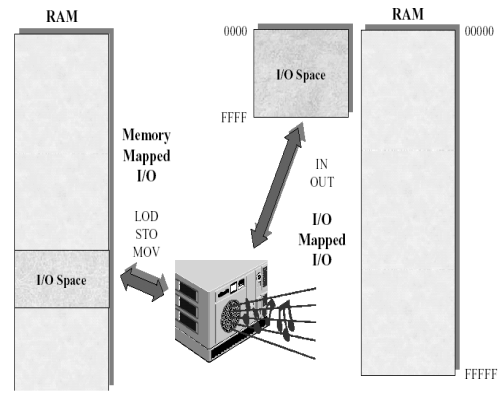 RAM
Memory
Mapped
I/O
LOD
STO
MOV
I/O Space
0000
I/O Space
FFFF
IN
OUT
I/O
Mapped
I/O
RAM
00000
FFFFF